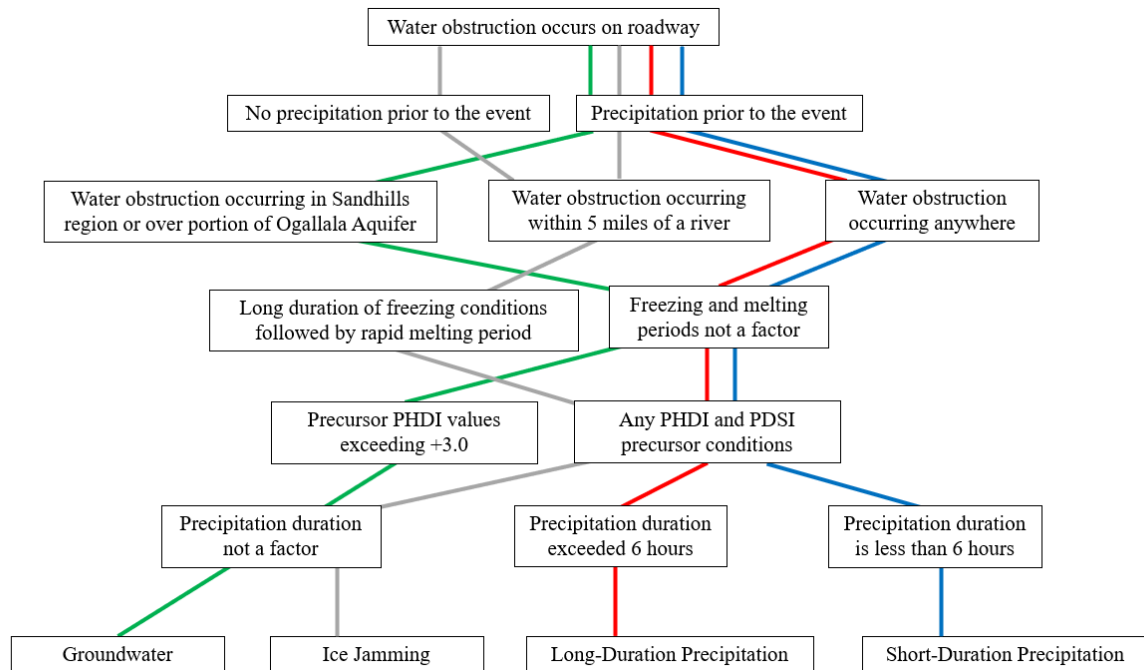 Water obstruction occurs on roadway
No precipitation prior to the event
Precipitation prior to the event
Water obstruction occurring in Sandhills
region or over portion of Ogallala Aquifer
Water obstruction occurring
within 5 miles of a river
Water obstruction
occurring anywhere
Long duration of freezing conditions
followed by rapid melting period
Freezing and melting
periods not a factor
Precursor PHDI values
exceeding +3.0
Any PHDI and PDSI
precursor conditions
Precipitation duration
not a factor
Precipitation duration
exceeded 6 hours
Precipitation duration
is less than 6 hours
Groundwater
Ice Jamming
Long-Duration Precipitation
Short-Duration Precipitation